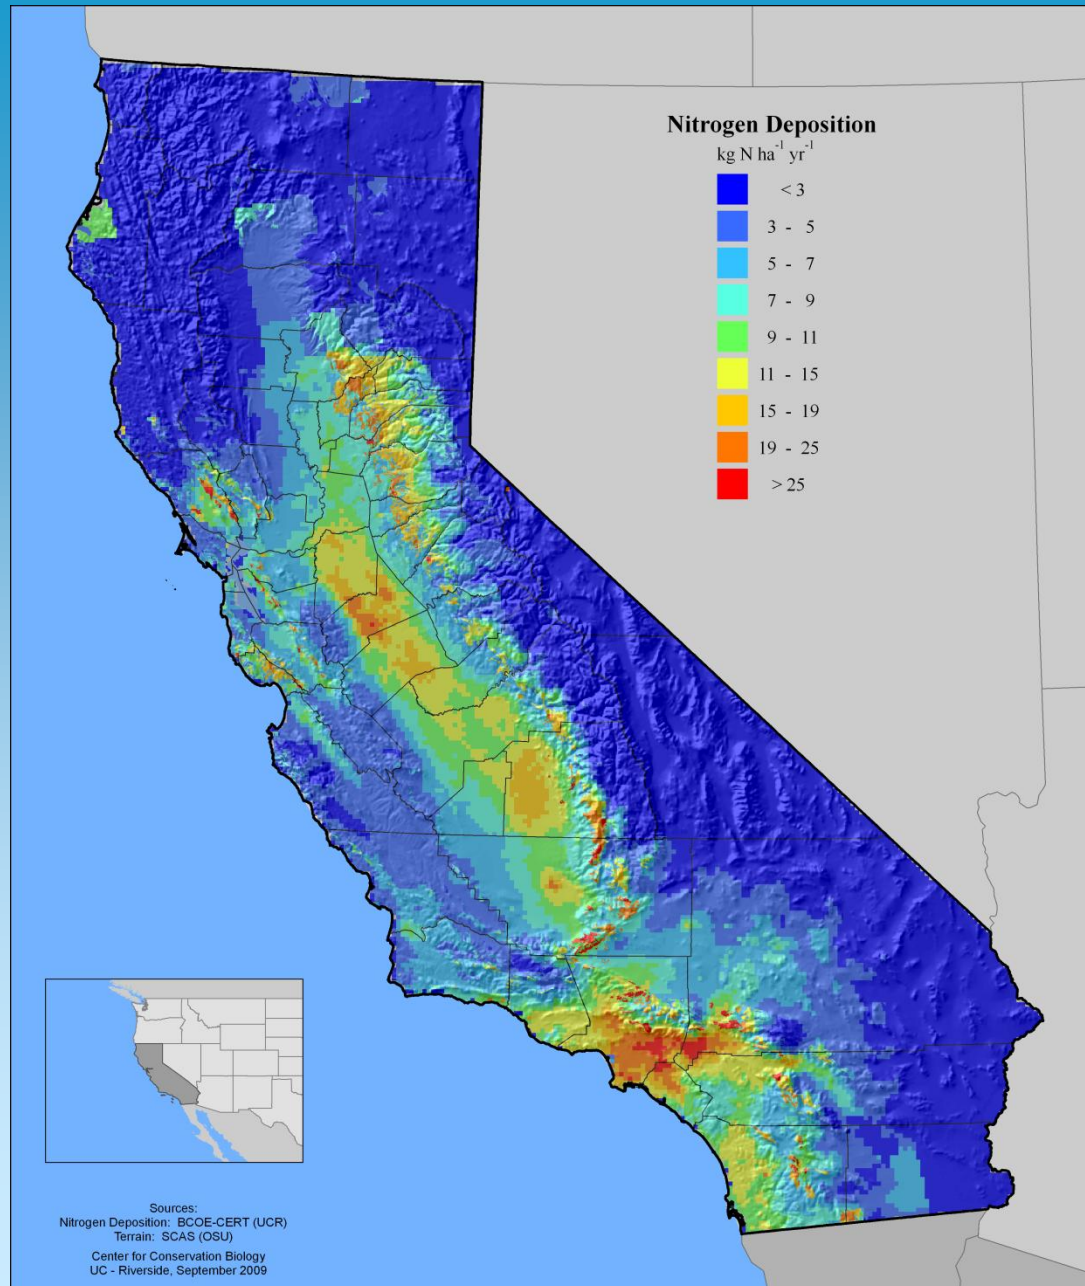 Nitrogen Deposition
kg N ha⁻¹ yr⁻¹
< 3
3 - 5
5 - 7
7 - 9
9 - 11
11 - 15
15 - 19
19 - 25
> 25
Sources:
Nitrogen Deposition: BCOE-CERT (UCR)
Terrain: SCAS (OSU)
Center for Conservation Biology
UC - Riverside, September 2009